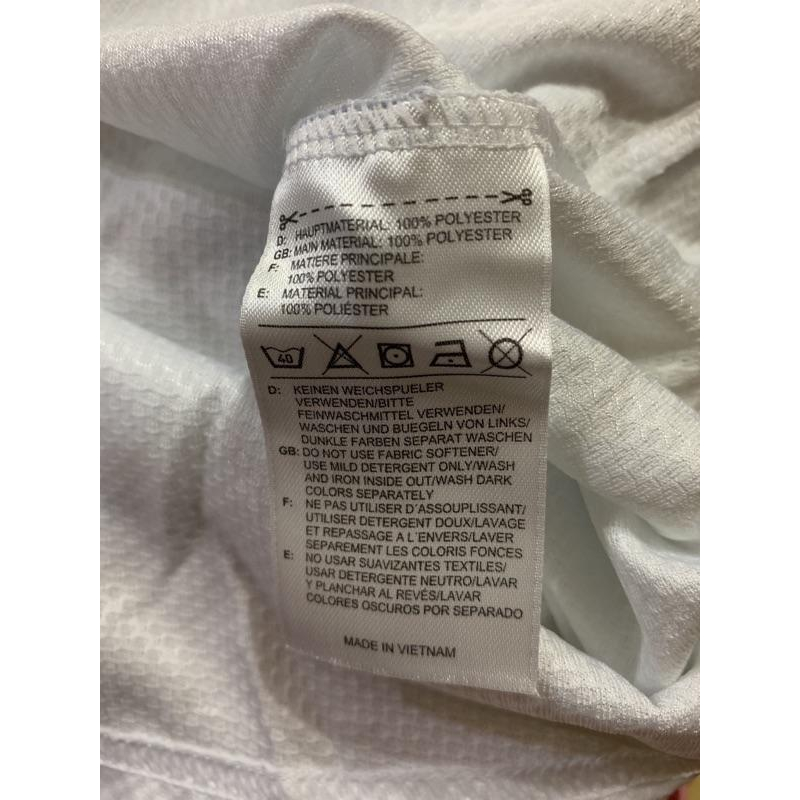 D: HAUPTMATERIAL: 100% POLYESTER
GB: MAIN MATERIAL: 100% POLYESTER
F: MATIERE PRINCIPALE:
100% POLYESTER
E: MATERIAL PRINCIPAL:
100% POLIÉSTER
40
D: KEINEN WEICHSPUELER
VERWENDEN/BITTE
FEINWASCHMITTEL VERWENDEN/
WASCHEN UND BUEGELN VON LINKS/
DUNKLE FARBEN SEPARAT WASCHEN
GB: DO NOT USE FABRIC SOFTENER/
USE MILD DETERGENT ONLY/WASH
AND IRON INSIDE OUT/WASH DARK
COLORS SEPARATELY
F: NE PAS UTILISER D´ASSOUPLISSANT/
UTILISER DETERGENT DOUX/LAVAGE
ET REPASSAGE A L´ENVERS/LAVER
SEPAREMENT LES COLORIS FONCES
E: NO USAR SUAVIZANTES TEXTILES/
USAR DETERGENTE NEUTRO/LAVAR
Y PLANCHAR AL REVÉS/LAVAR
COLORES OSCUROS POR SEPARADO
MADE IN VIETNAM